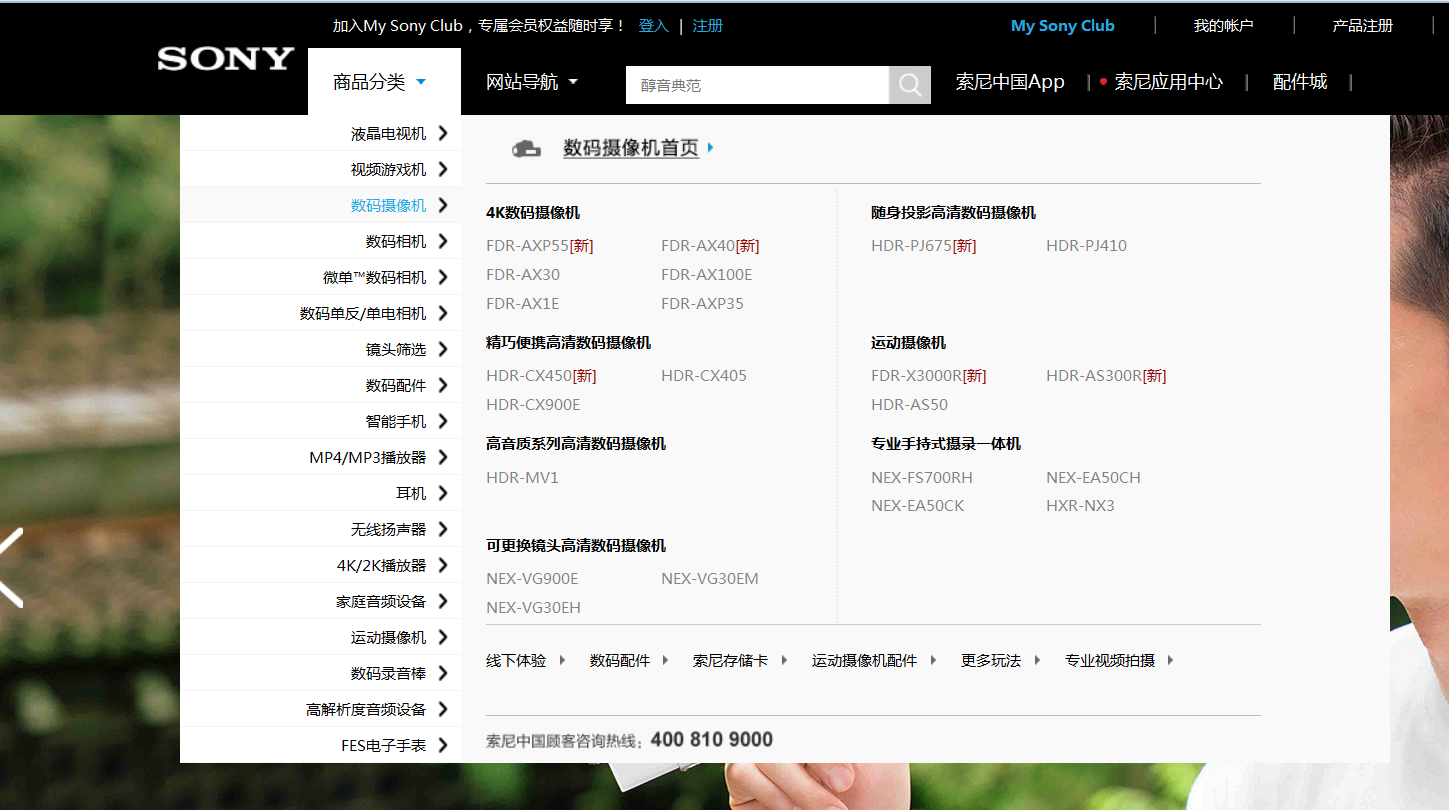 加入My Sony Club，专属会员权益随时享！ 登入 | 注册 My Sony Club | 我的帐户 | 产品注册 |
SONY 商品分类 网站导航 醇音典范 索尼中国App | 索尼应用中心 | 配件城 |
液晶电视机
视频游戏机
数码摄像机
数码相机
微单™数码相机
数码单反/单电相机
镜头筛选
数码配件
智能手机
MP4/MP3播放器
耳机
无线扬声器
4K/2K播放器
家庭音频设备
运动摄像机
数码录音棒
高解析度音频设备
FES电子手表
数码摄像机首页
4K数码摄像机
FDR-AXP55[新] FDR-AX40[新]
FDR-AX30 FDR-AX100E
FDR-AX1E FDR-AXP35
精巧便携高清数码摄像机
HDR-CX450[新] HDR-CX405
HDR-CX900E
高音质系列高清数码摄像机
HDR-MV1
可更换镜头高清数码摄像机
NEX-VG900E NEX-VG30EM
NEX-VG30EH
随身投影高清数码摄像机
HDR-PJ675[新] HDR-PJ410
运动摄像机
FDR-X3000R[新] HDR-AS300R[新]
HDR-AS50
专业手持式摄录一体机
NEX-FS700RH NEX-EA50CH
NEX-EA50CK HXR-NX3
线下体验 数码配件 索尼存储卡 运动摄像机配件 更多玩法 专业视频拍摄
索尼中国顾客咨询热线：400 810 9000